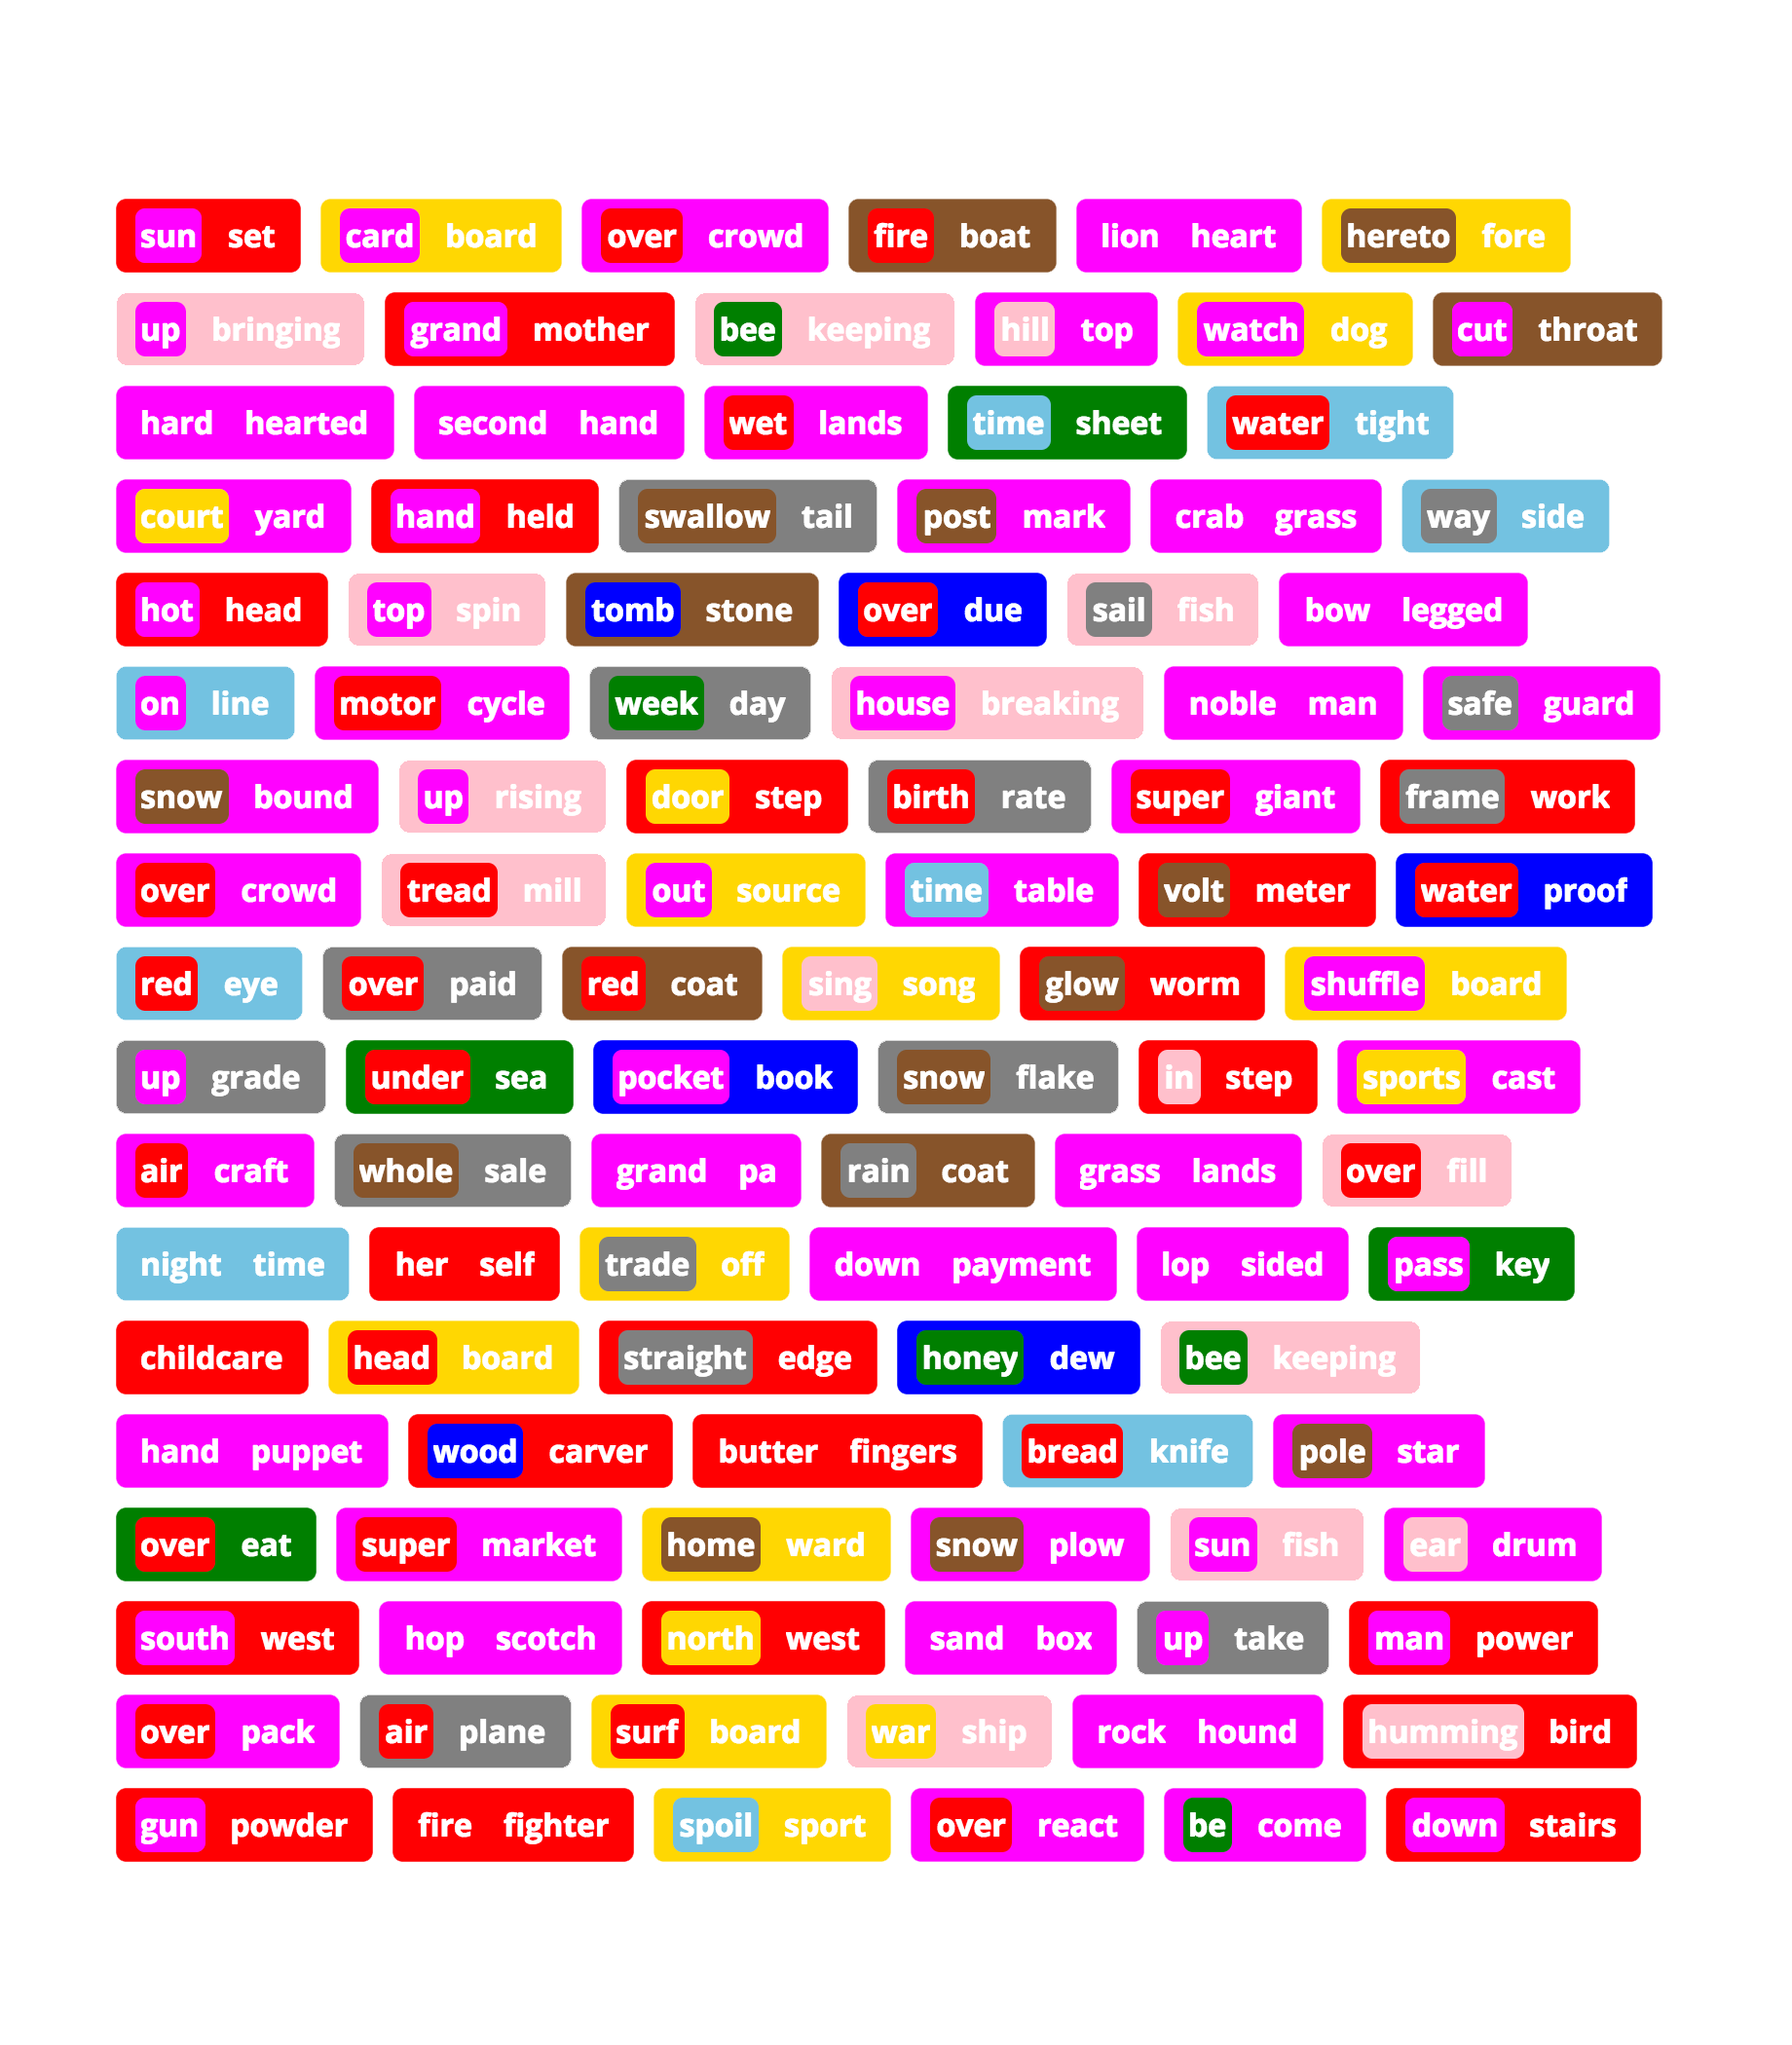 sun set card board over crowd fire boat lion heart hereto fore
up bringing grand mother bee keeping hill top watch dog cut throat
hard hearted second hand wet lands time sheet water tight
court yard hand held swallow tail post mark crab grass way side
hot head top spin tomb stone over due sail fish bow legged
on line motor cycle week day house breaking noble man safe guard
snow bound up rising door step birth rate super giant frame work
over crowd tread mill out source time table volt meter water proof
red eye over paid red coat sing song glow worm shuffle board
up grade under sea pocket book snow flake in step sports cast
air craft whole sale grand pa rain coat grass lands over fill
night time her self trade off down payment lop sided pass key
childcare head board straight edge honey dew bee keeping
hand puppet wood carver butter fingers bread knife pole star
over eat super market home ward snow plow sun fish ear drum
south west hop scotch north west sand box up take man power
over pack air plane surf board war ship rock hound humming bird
gun powder fire fighter spoil sport over react be come down stairs